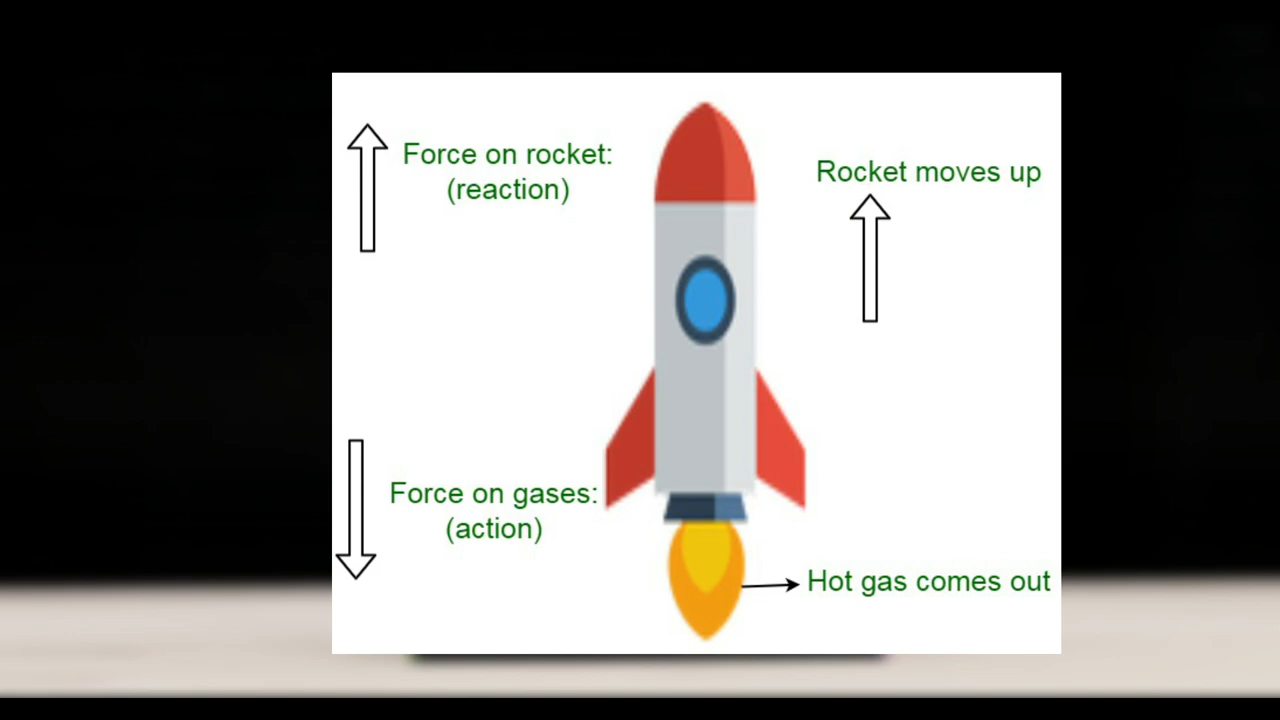 Force on rocket:
(reaction)
Rocket moves up
Force on gases:
(action)
Hot gas comes out